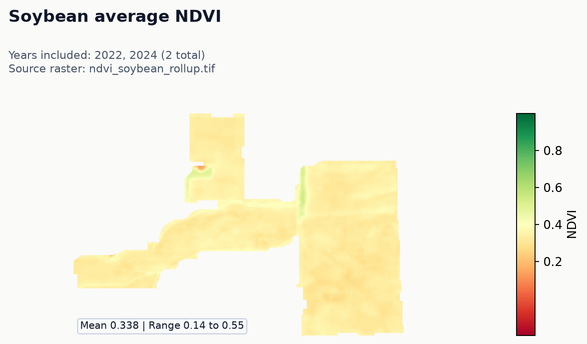 Soybean average NDVI
Years included: 2022, 2024 (2 total)
Source raster: ndvi_soybean_rollup.tif
0.8
0.6
0.4
0.2
NDVI
Mean 0.338 | Range 0.14 to 0.55